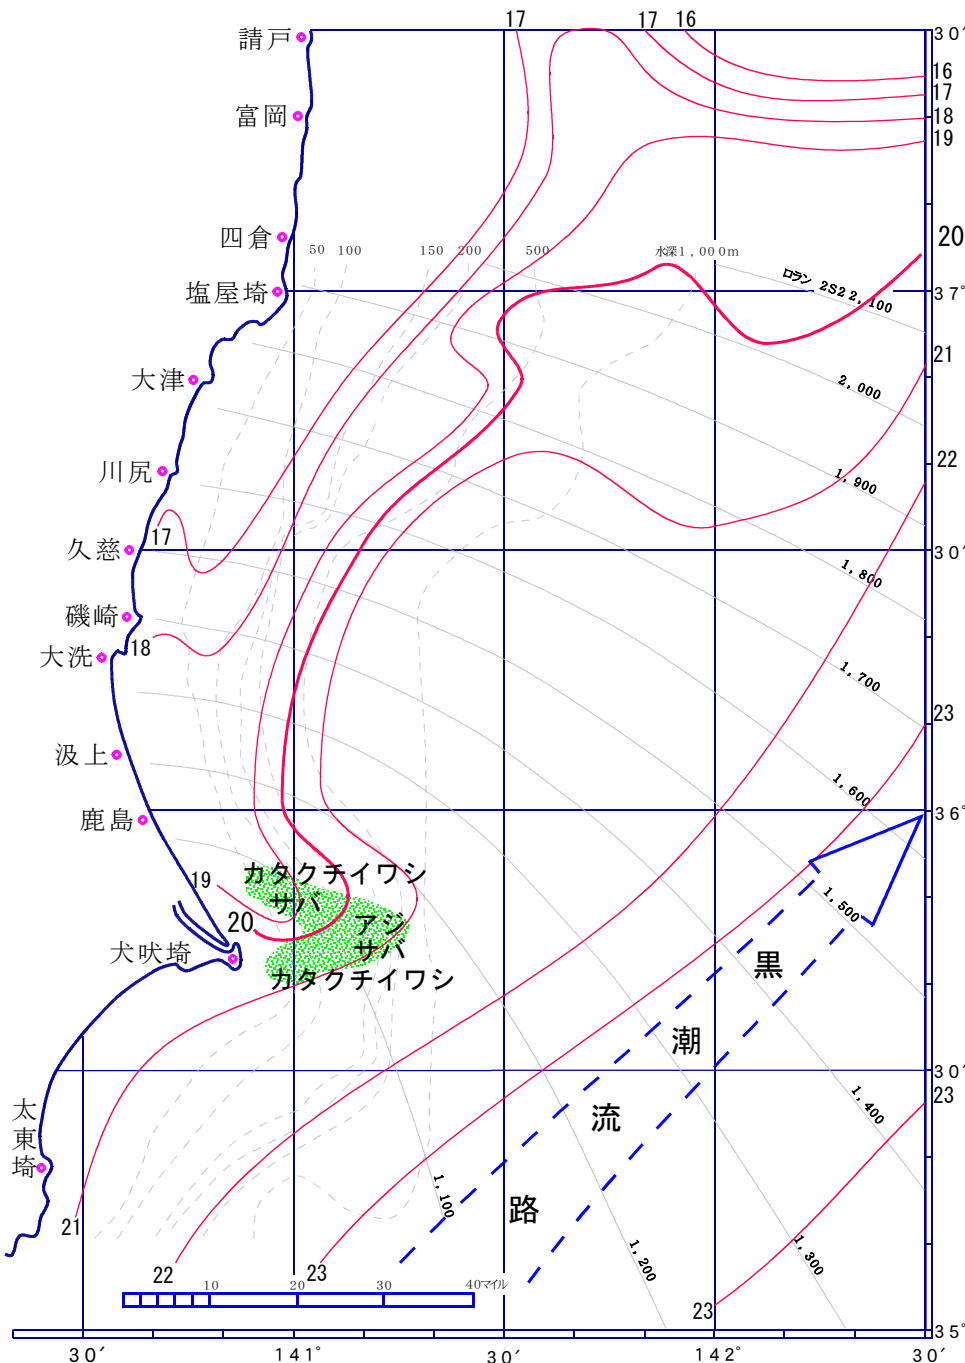 17
17 16
30′
請戸
16
17
富岡
18
19
四倉
20
50 100
150 200
500
水深1,000m
ロラン 2S2 2,100
塩屋埼
37°
21
大津
2,000
川尻
22
1,900
17
久慈
30′
1,800
磯崎
18
大洗
1,700
23
汲上
1,600
鹿島
36°
カタクチイワシ
19
サバ
1,500
20
アジ
犬吠埼
サバ
カタクチイワシ
黒
潮
流
路
30′
23
1,400
太
東
埼
1,100
21
1,200
1,300
22
23
10
20
30
40マイル
23
35°
30′
141°
30′
142°
30′